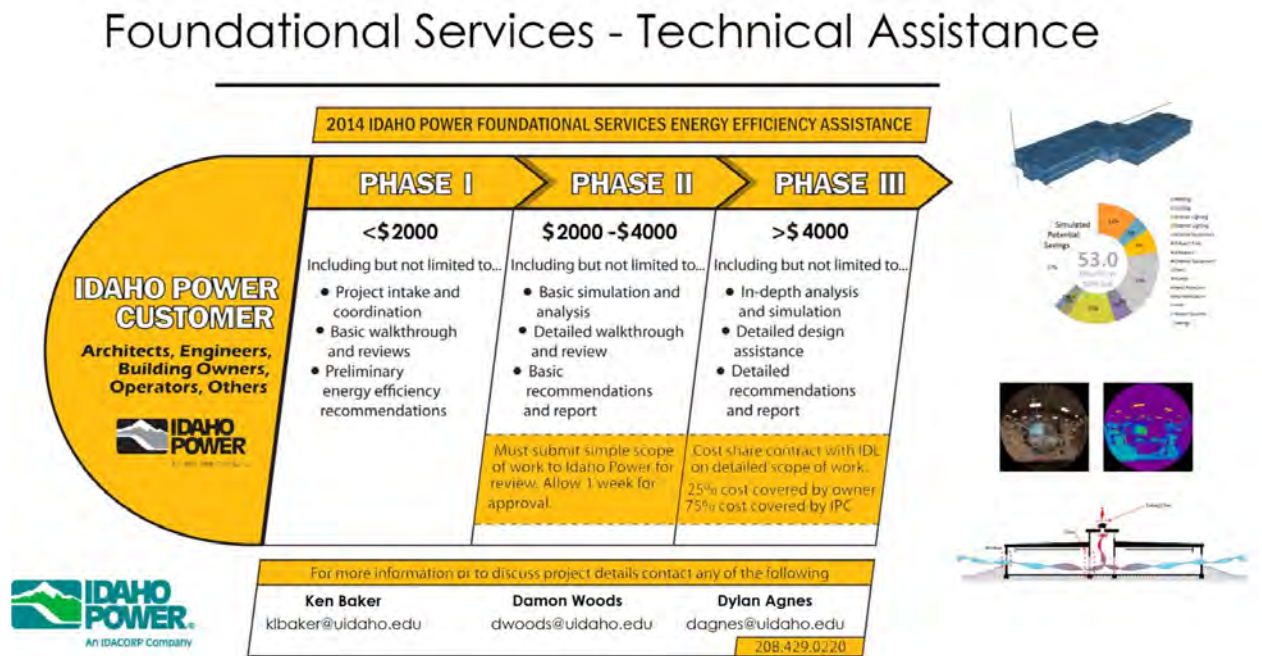 Foundational Services - Technical Assistance
2014 IDAHO POWER FOUNDATIONAL SERVICES ENERGY EFFICIENCY ASSISTANCE
IDAHO POWER
CUSTOMER
Architects, Engineers,
Building Owners,
Operators, Others
IDAHO
POWER
PHASE I
<$2000
Including but not limited to...
• Project intake and
coordination
• Basic walkthrough
and reviews
• Preliminary
energy efficiency
recommendations
PHASE II
$2000 -$4000
Including but not limited to...
• Basic simulation and
analysis
• Detailed walkthrough
and review
• Basic
recommendations
and report
Must submit simple scope
of work to Idaho Power for
review. Allow 1 week for
approval.
PHASE III
>$4000
Including but not limited to...
• In-depth analysis
and simulation
• Detailed design
assistance
• Detailed
recommendations
and report
Cost share contract with IDL
on detailed scope of work.
25% cost covered by owner
75% cost covered by IPC
Simulated
Potential
Savings
53.0
For more information or to discuss project details contact any of the following
Ken Baker
klbaker@uidaho.edu
Damon Woods
dwoods@uidaho.edu
Dylan Agnes
dagnes@uidaho.edu
208.429.0220
IDAHO
POWER®
An IDACORP Company